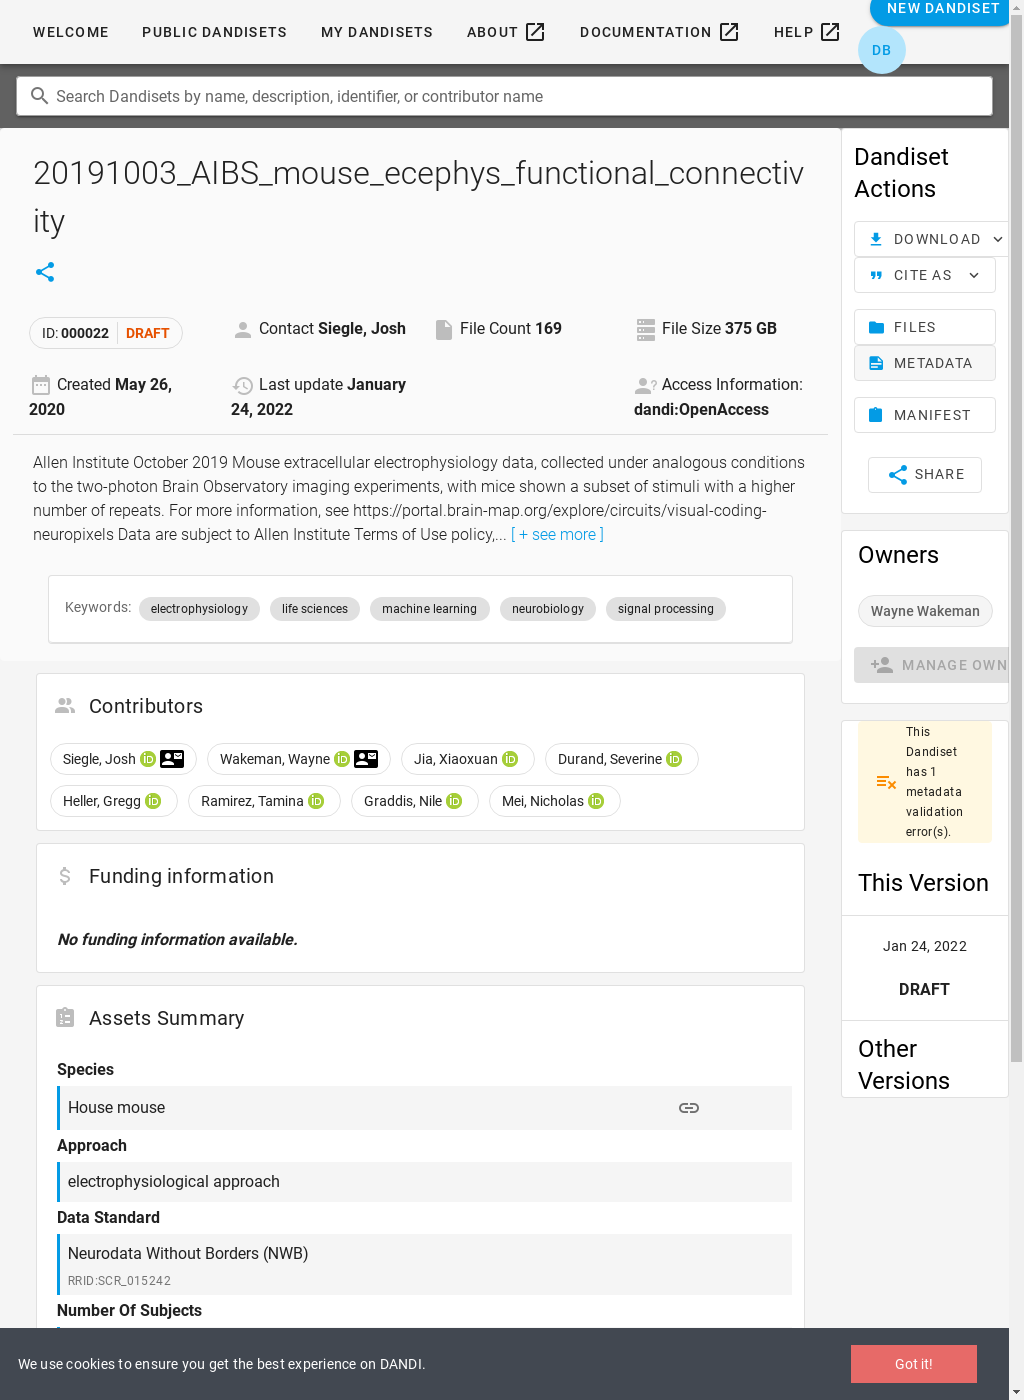 WELCOME
PUBLIC DANDISETS
MY DANDISETS
ABOUT
DOCUMENTATION
HELP
NEW DANDISET
DB
Search Dandisets by name, description, identifier, or contributor name
20191003_AIBS_mouse_ecephys_functional_connectiv
ity
ID: 000022 DRAFT
Contact Siegle, Josh
File Count 169
File Size 375 GB
Created May 26,
2020
Last update January
24, 2022
Access Information:
dandi:OpenAccess
Allen Institute October 2019 Mouse extracellular electrophysiology data, collected under analogous conditions
to the two-photon Brain Observatory imaging experiments, with mice shown a subset of stimuli with a higher
number of repeats. For more information, see https://portal.brain-map.org/explore/circuits/visual-coding-
neuropixels Data are subject to Allen Institute Terms of Use policy,... [ + see more ]
Keywords: electrophysiology life sciences machine learning neurobiology signal processing
Contributors
Siegle, Josh iD
Wakeman, Wayne iD
Jia, Xiaoxuan iD
Durand, Severine iD
Heller, Gregg iD
Ramirez, Tamina iD
Graddis, Nile iD
Mei, Nicholas iD
Funding information
No funding information available.
Assets Summary
Species
House mouse
Approach
electrophysiological approach
Data Standard
Neurodata Without Borders (NWB)
RRID:SCR_015242
Number Of Subjects
Dandiset
Actions
DOWNLOAD
CITE AS
FILES
METADATA
MANIFEST
SHARE
Owners
Wayne Wakeman
MANAGE OWN
This
Dandiset
has 1
metadata
validation
error(s).
This Version
Jan 24, 2022
DRAFT
Other
Versions
We use cookies to ensure you get the best experience on DANDI.
Got it!